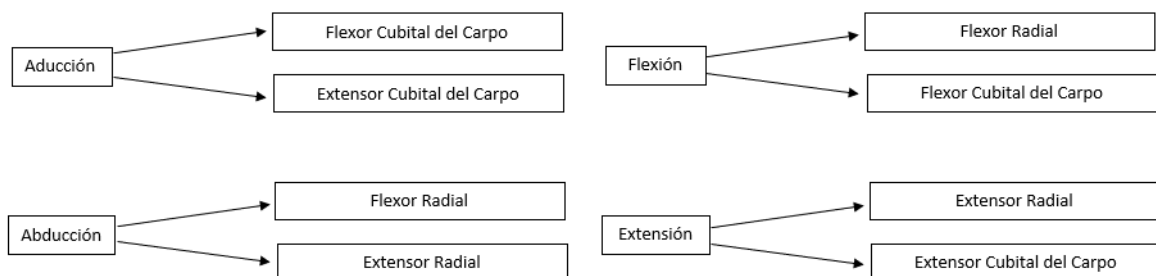 Aducción
Flexor Cubital del Carpo
Extensor Cubital del Carpo
Flexión
Flexor Radial
Flexor Cubital del Carpo
Abducción
Flexor Radial
Extensor Radial
Extensión
Extensor Radial
Extensor Cubital del Carpo